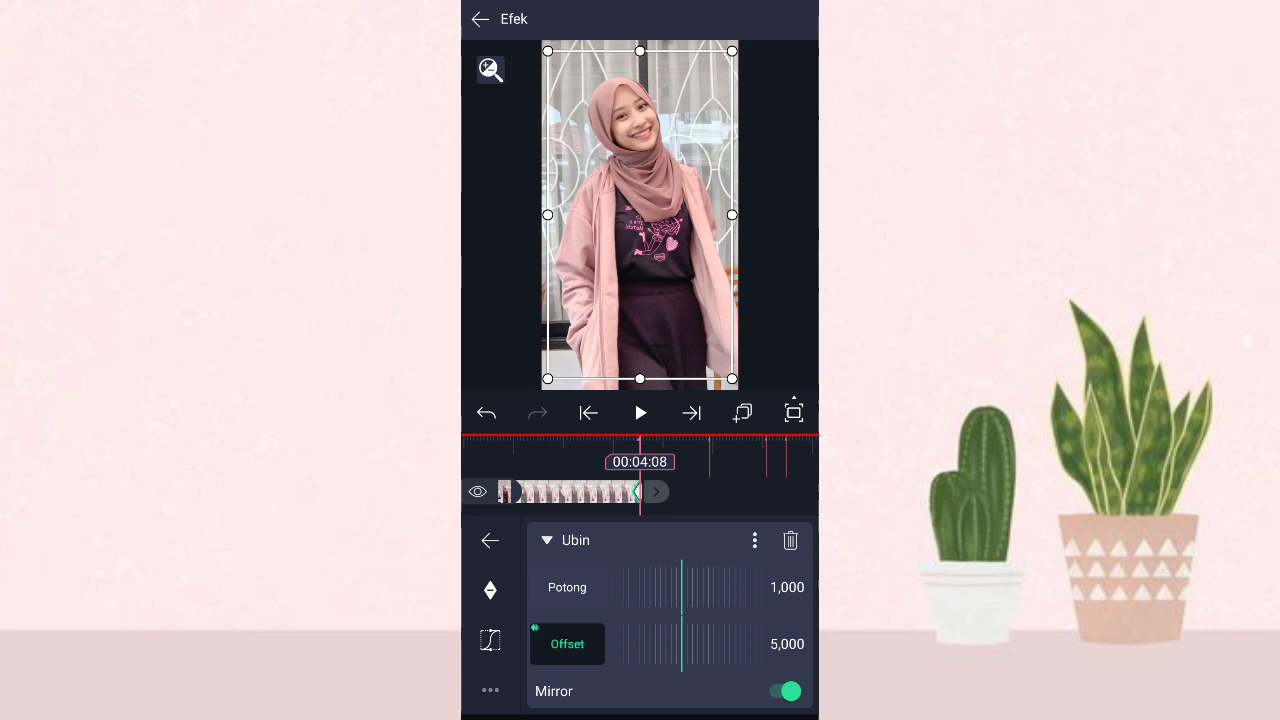 Efek
00:04:08
Ubin
Potong
1,000
Offset
5,000
Mirror